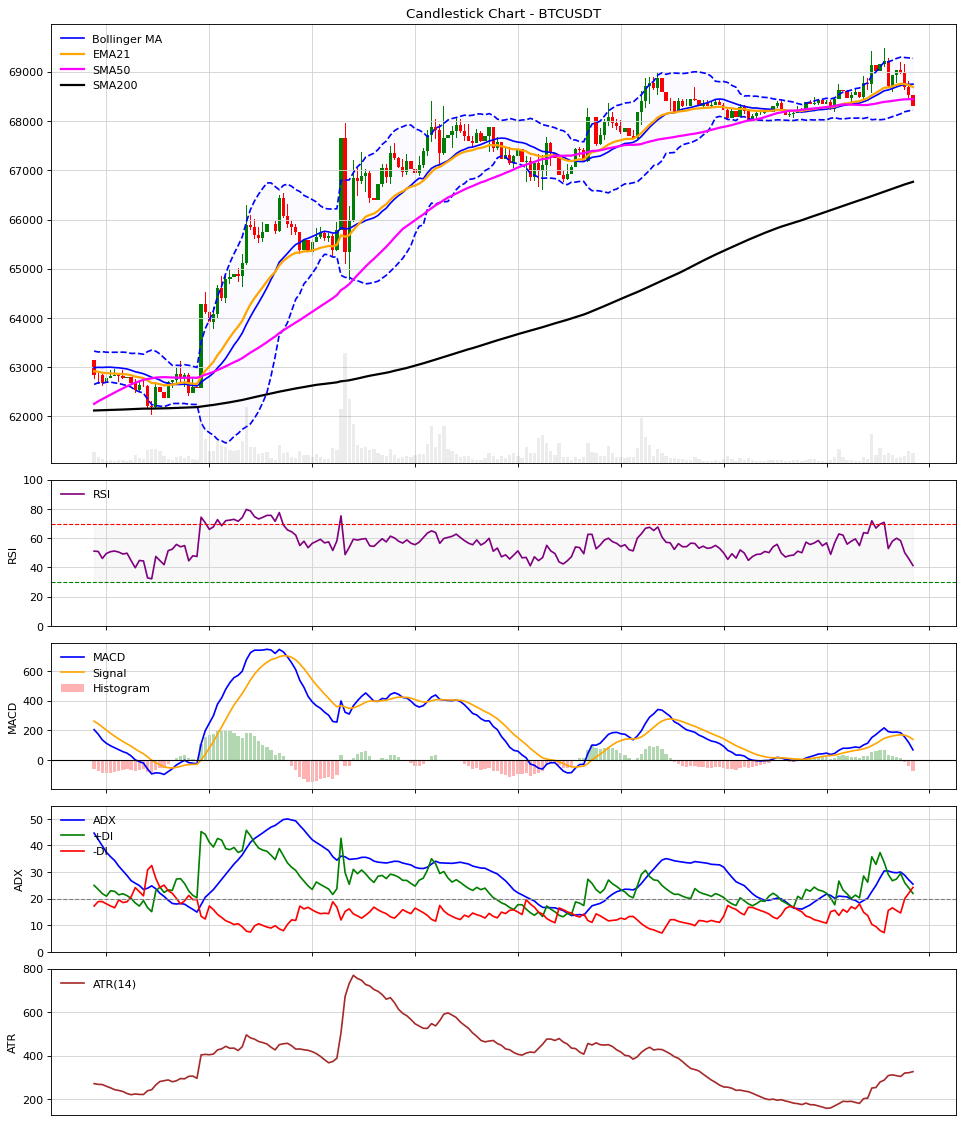 Candlestick Chart - BTCUSDT
Bollinger MA
EMA21
SMA50
SMA200
69000
68000
67000
66000
65000
64000
63000
62000
RSI
100
80
60
40
20
0
RSI
MACD
Signal
Histogram
600
400
200
0
MACD
ADX
+DI
-DI
50
40
30
20
10
0
ADX
ATR(14)
800
600
400
200
ATR